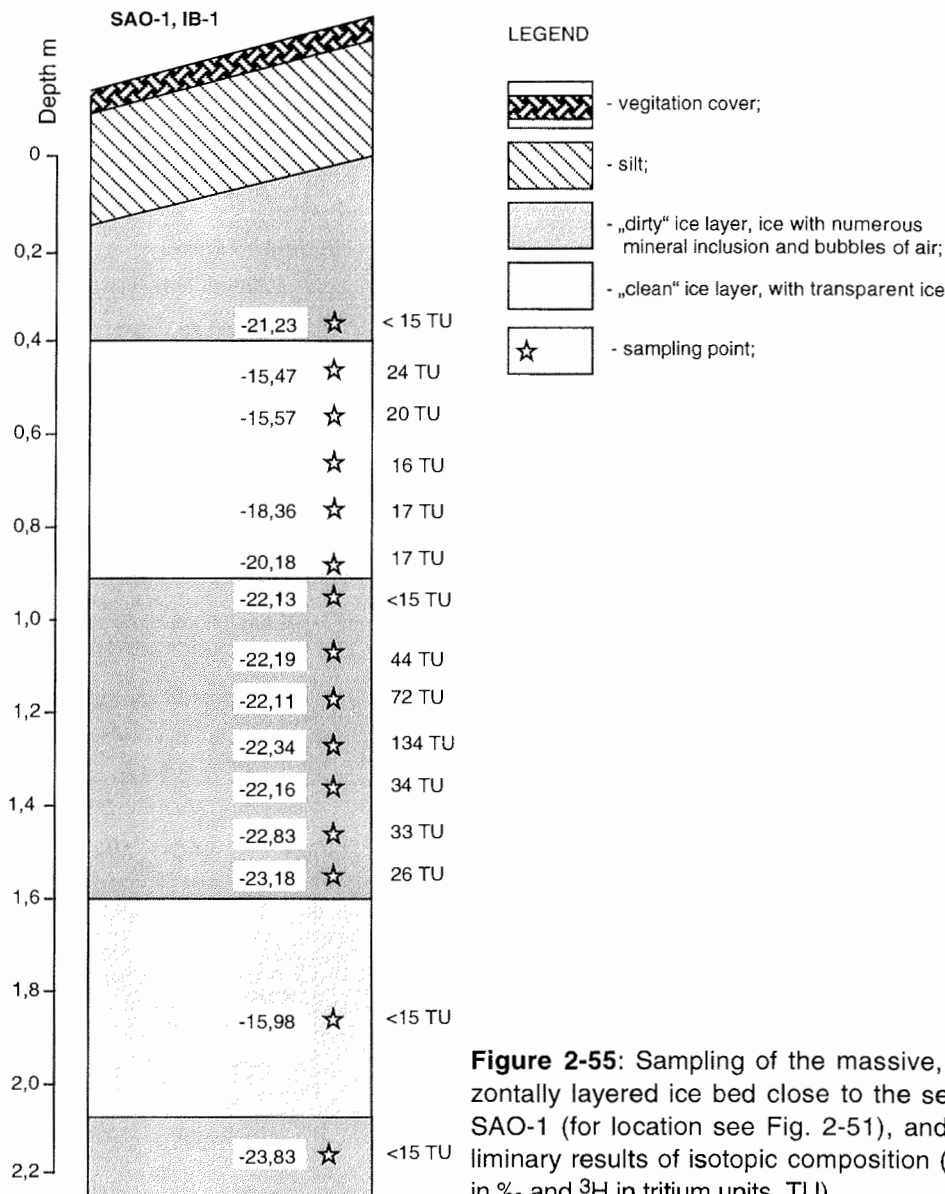 SAO-1, IB-1
Depth m
0
0,2
0,4
0,6
0,8
1,0
1,2
1,4
1,6
1,8
2,0
2,2
-21,23 < 15 TU
-15,47 24 TU
-15,57 20 TU
16 TU
-18,36 17 TU
-20,18 17 TU
-22,13 <15 TU
-22,19 44 TU
-22,11 72 TU
-22,34 134 TU
-22,16 34 TU
-22,83 33 TU
-23,18 26 TU
-15,98 <15 TU
-23,83 <15 TU
LEGEND
- vegitation cover;
- silt;
- „dirty“ ice layer, ice with numerous
mineral inclusion and bubbles of air;
- „clean“ ice layer, with transparent ice
- sampling point;
Figure 2-55: Sampling of the massive,
zontally layered ice bed close to the se
SAO-1 (for location see Fig. 2-51), and
liminary results of isotopic composition (
in ‰ and ³H in tritium units, TU)